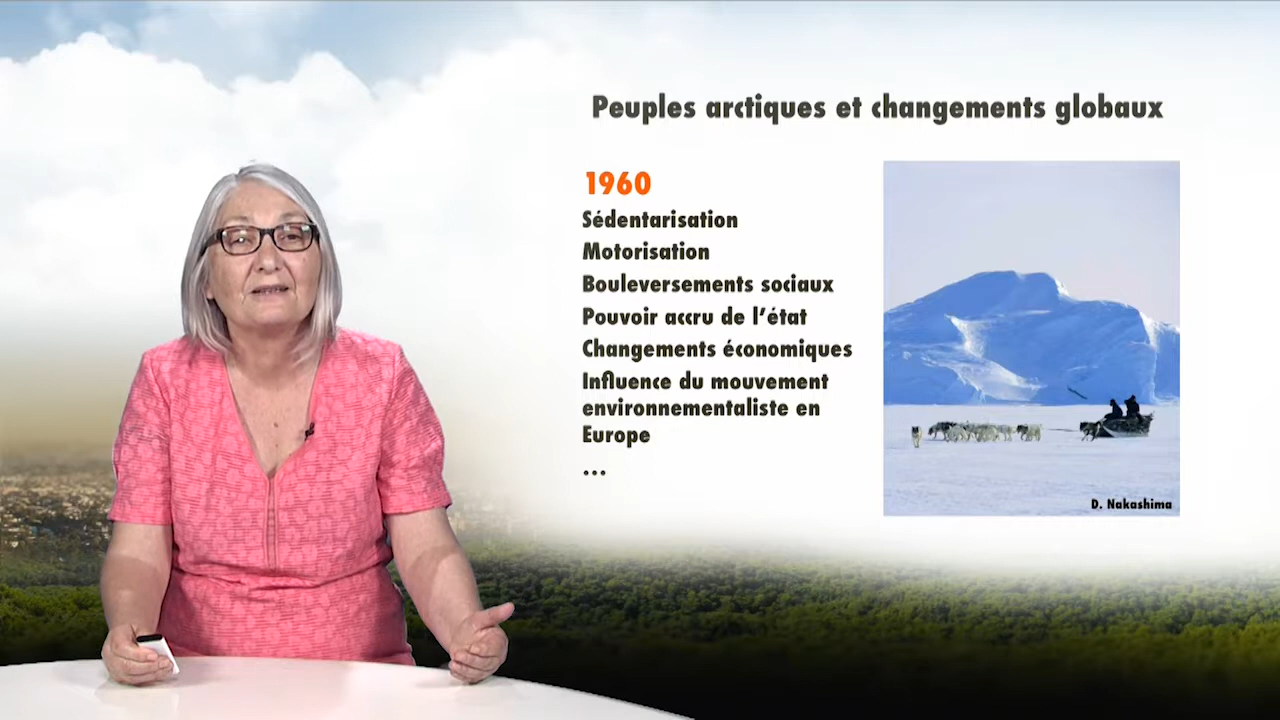 Peuples arctiques et changements globaux
1960
Sédentarisation
Motorisation
Bouleversements sociaux
Pouvoir accru de l'état
Changements économiques
Influence du mouvement
environnementaliste en
Europe
...
D. Nakashima